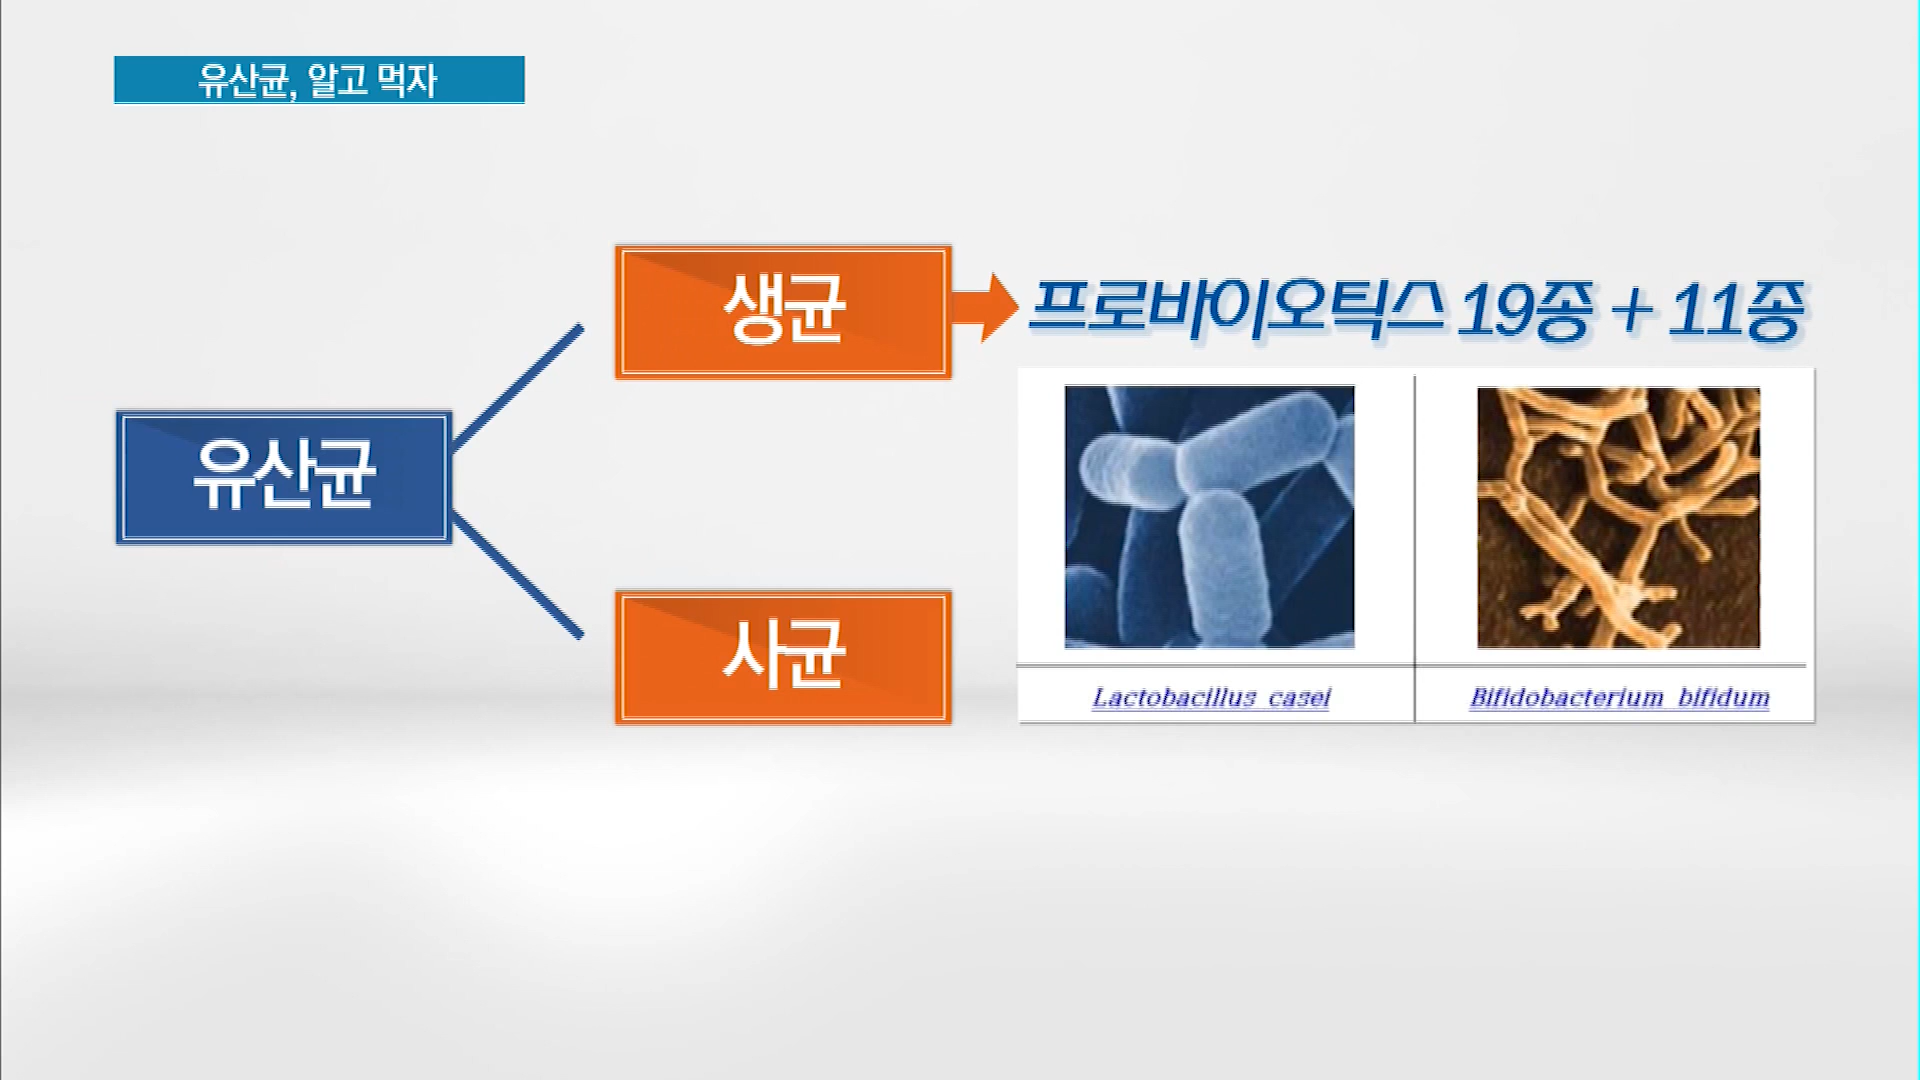 유산균, 알고 먹자
생균
프로바이오틱스 19종 + 11종
유산균
사균
Lactobacillus casei
Bifidobacterium bifidum